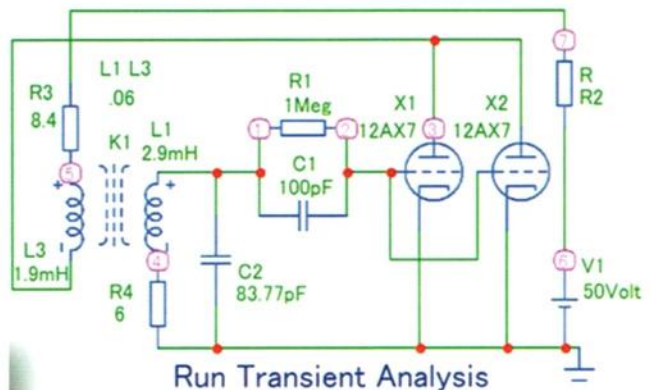 7
L1 L3
.06
R3
8.4
R1
1Meg
X1
X2
R
R2
K1
L1
2.9mH
1
2
12AX7
3
12AX7
5
+
+
C1
100pF
L3
1.9mH
4
C2
83.77pF
6
V1
50Volt
R4
6
Run Transient Analysis